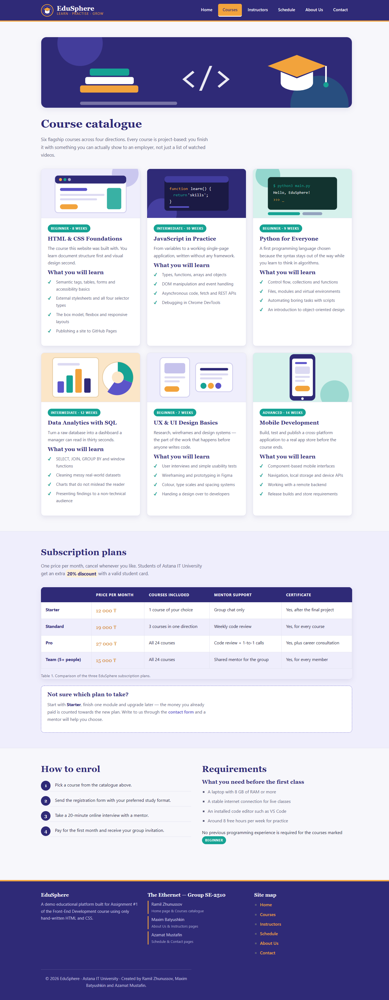 EduSphere
LEARN · PRACTISE · GROW
Home
Courses
Instructors
Schedule
About Us
Contact
</>
Course catalogue
Six flagship courses across four directions. Every course is project-based: you finish
it with something you can actually show to an employer, not just a list of watched
videos.
BEGINNER · 8 WEEKS
HTML & CSS Foundations
The course this website was built with. You
learn document structure first and visual
design second.
What you will learn
✔ Semantic tags, tables, forms and
accessibility basics
✔ External stylesheets and all four selector
types
✔ The box model, flexbox and responsive
layouts
✔ Publishing a site to GitHub Pages
function learn() {
return 'skills';
}
INTERMEDIATE · 10 WEEKS
JavaScript in Practice
From variables to a working single-page
application, written without any framework.
What you will learn
✔ Types, functions, arrays and objects
✔ DOM manipulation and event handling
✔ Asynchronous code, fetch and REST APIs
✔ Debugging in Chrome DevTools
$ python3 main.py
Hello, EduSphere!
>>> _
BEGINNER · 9 WEEKS
Python for Everyone
A first programming language chosen
because the syntax stays out of the way while
you learn to think in algorithms.
What you will learn
✔ Control flow, collections and functions
✔ Files, modules and virtual environments
✔ Automating boring tasks with scripts
✔ An introduction to object-oriented design
INTERMEDIATE · 12 WEEKS
Data Analytics with SQL
Turn a raw database into a dashboard a
manager can read in thirty seconds.
What you will learn
✔ SELECT, JOIN, GROUP BY and window
functions
✔ Cleaning messy real-world datasets
✔ Charts that do not mislead the reader
✔ Presenting findings to a non-technical
audience
BEGINNER · 7 WEEKS
UX & UI Design Basics
Research, wireframes and design systems —
the part of the work that happens before
anyone writes code.
What you will learn
✔ User interviews and simple usability tests
✔ Wireframing and prototyping in Figma
✔ Colour, type scales and spacing systems
✔ Handing a design over to developers
ADVANCED · 14 WEEKS
Mobile Development
Build, test and publish a cross-platform
application to a real app store before the
course ends.
What you will learn
✔ Component-based mobile interfaces
✔ Navigation, local storage and device APIs
✔ Working with a remote backend
✔ Release builds and store requirements
Subscription plans
One price per month, cancel whenever you like. Students of Astana IT University
get an extra 20% discount with a valid student card.
PRICE PER MONTH COURSES INCLUDED MENTOR SUPPORT CERTIFICATE
Starter 12 000 ₸ 1 course of your choice Group chat only Yes, after the final project
Standard 19 000 ₸ 3 courses in one direction Weekly code review Yes, for every course
Pro 27 000 ₸ All 24 courses Code review + 1-to-1 calls Yes, plus career consultation
Team (5+ people) 15 000 ₸ All 24 courses Shared mentor for the group Yes, for every member
Table 1. Comparison of the three EduSphere subscription plans.
Not sure which plan to take?
Start with Starter, finish one module and upgrade later — the money you already
paid is counted towards the new plan. Write to us through the contact form and a
mentor will help you choose.
How to enrol
1 Pick a course from the catalogue above.
2 Send the registration form with your preferred study format.
3 Take a 20-minute online interview with a mentor.
4 Pay for the first month and receive your group invitation.
Requirements
What you need before the first class
A laptop with 8 GB of RAM or more
A stable internet connection for live classes
An installed code editor such as VS Code
Around 8 free hours per week for practice
No previous programming experience is required for the courses marked
BEGINNER
EduSphere
A demo educational platform built for Assignment #1
of the Front-End Development course using only
hand-written HTML and CSS.
The Ethernet — Group SE-2510
Ramil Zhunussov
Home page & Courses catalogue
Maxim Batyushkin
About Us & Instructors pages
Azamat Mustafin
Schedule & Contact pages
Site map
Home
Courses
Instructors
Schedule
About Us
Contact
© 2026 EduSphere · Astana IT University · Created by Ramil Zhunussov, Maxim
Batyushkin and Azamat Mustafin.